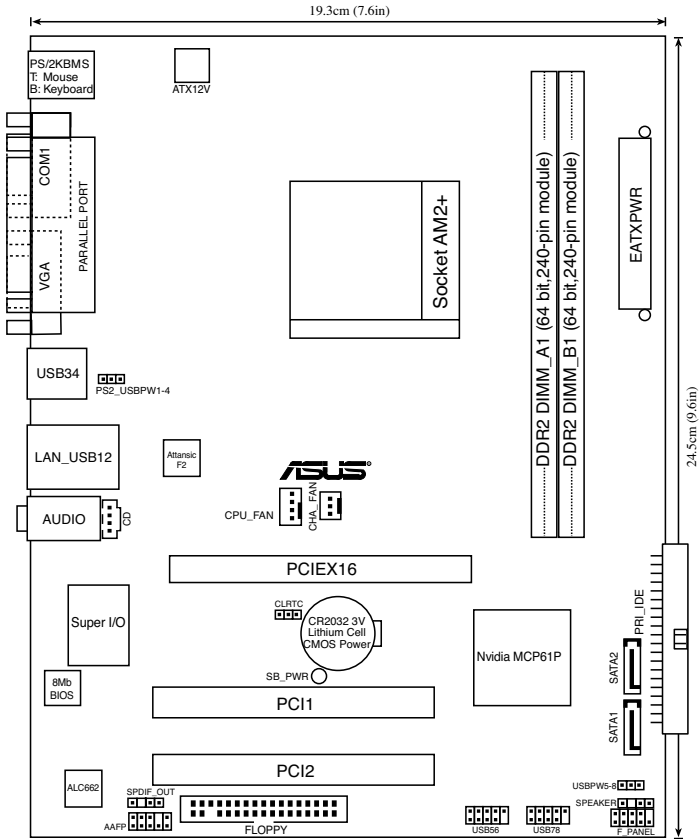 19.3cm (7.6in)
PS/2KBMS
T: Mouse
B: Keyboard
ATX12V
COM1
PARALLEL PORT
VGA
Socket AM2+
DDR2 DIMM_A1 (64 bit,240-pin module)
DDR2 DIMM_B1 (64 bit,240-pin module)
EATXPWR
24.5cm (9.6in)
USB34
PS2_USBPW1-4
LAN_USB12
Attansic
F2
ASUS
CPU_FAN
CHA_ FAN
AUDIO
CD
PCIEX16
CLRTC
CR2032 3V
Lithium Cell
CMOS Power
SB_PWR
Super I/O
8Mb
BIOS
Nvidia MCP61P
PRI_IDE
SATA2
SATA1
PCI1
PCI2
ALC662
SPDIF_OUT
AAFP
FLOPPY
USB56
USB78
USBPW5-8
SPEAKER
F_PANEL